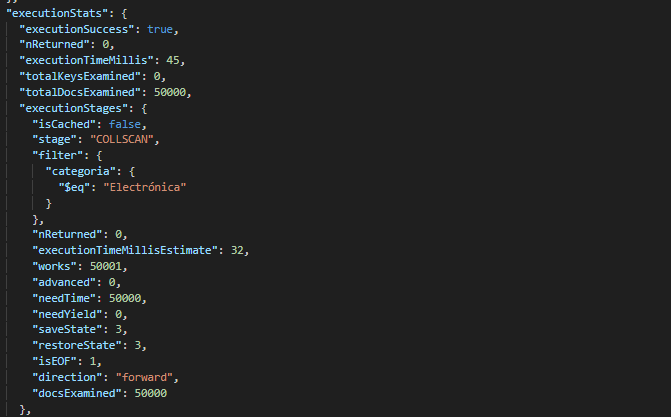 },
"executionStats": {
"executionSuccess": true,
"nReturned": 0,
"executionTimeMillis": 45,
"totalKeysExamined": 0,
"totalDocsExamined": 50000,
"executionStages": {
"isCached": false,
"stage": "COLLSCAN",
"filter": {
"categoria": {
"$eq": "Electrónica"
}
},
"nReturned": 0,
"executionTimeMillisEstimate": 32,
"works": 50001,
"advanced": 0,
"needTime": 50000,
"needYield": 0,
"saveState": 3,
"restoreState": 3,
"isEOF": 1,
"direction": "forward",
"docsExamined": 50000
},